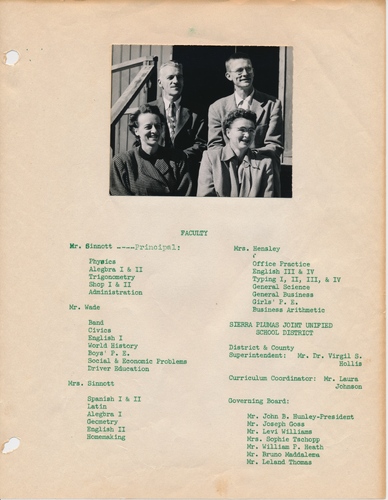 FACULTY
Mr. Sinnott ----Principal:
Physics
Alegbra I & II
Trigonometry
Shop I & II
Administration
Mr. Wade
Band
Civics
English I
World History
Boys' P. E.
Social & Economic Problems
Driver Education
Mrs. Sinnott
Spanish I & II
Latin
Alegbra I
Geometry
English II
Homemaking
Mrs. Hensley
Office Practice
English III & IV
Typing I, II, III, & IV
General Science
General Business
Girls' P. E.
Business Arithmatic
SIERRA PLUMAS JOINT UNIFIED
SCHOOL DISTRICT
District & County
Superintendent: Mr. Dr. Virgil S.
Hollis
Curriculum Coordinator: Mr. Laura
Johnson
Governing Board:
Mr. John B. Hunley-President
Mr. Joseph Goss
Mr. Levi Williams
Mrs. Sophie Tschopp
Mr. William P. Heath
Mr. Bruno Maddalena
Mr. Leland Thomas